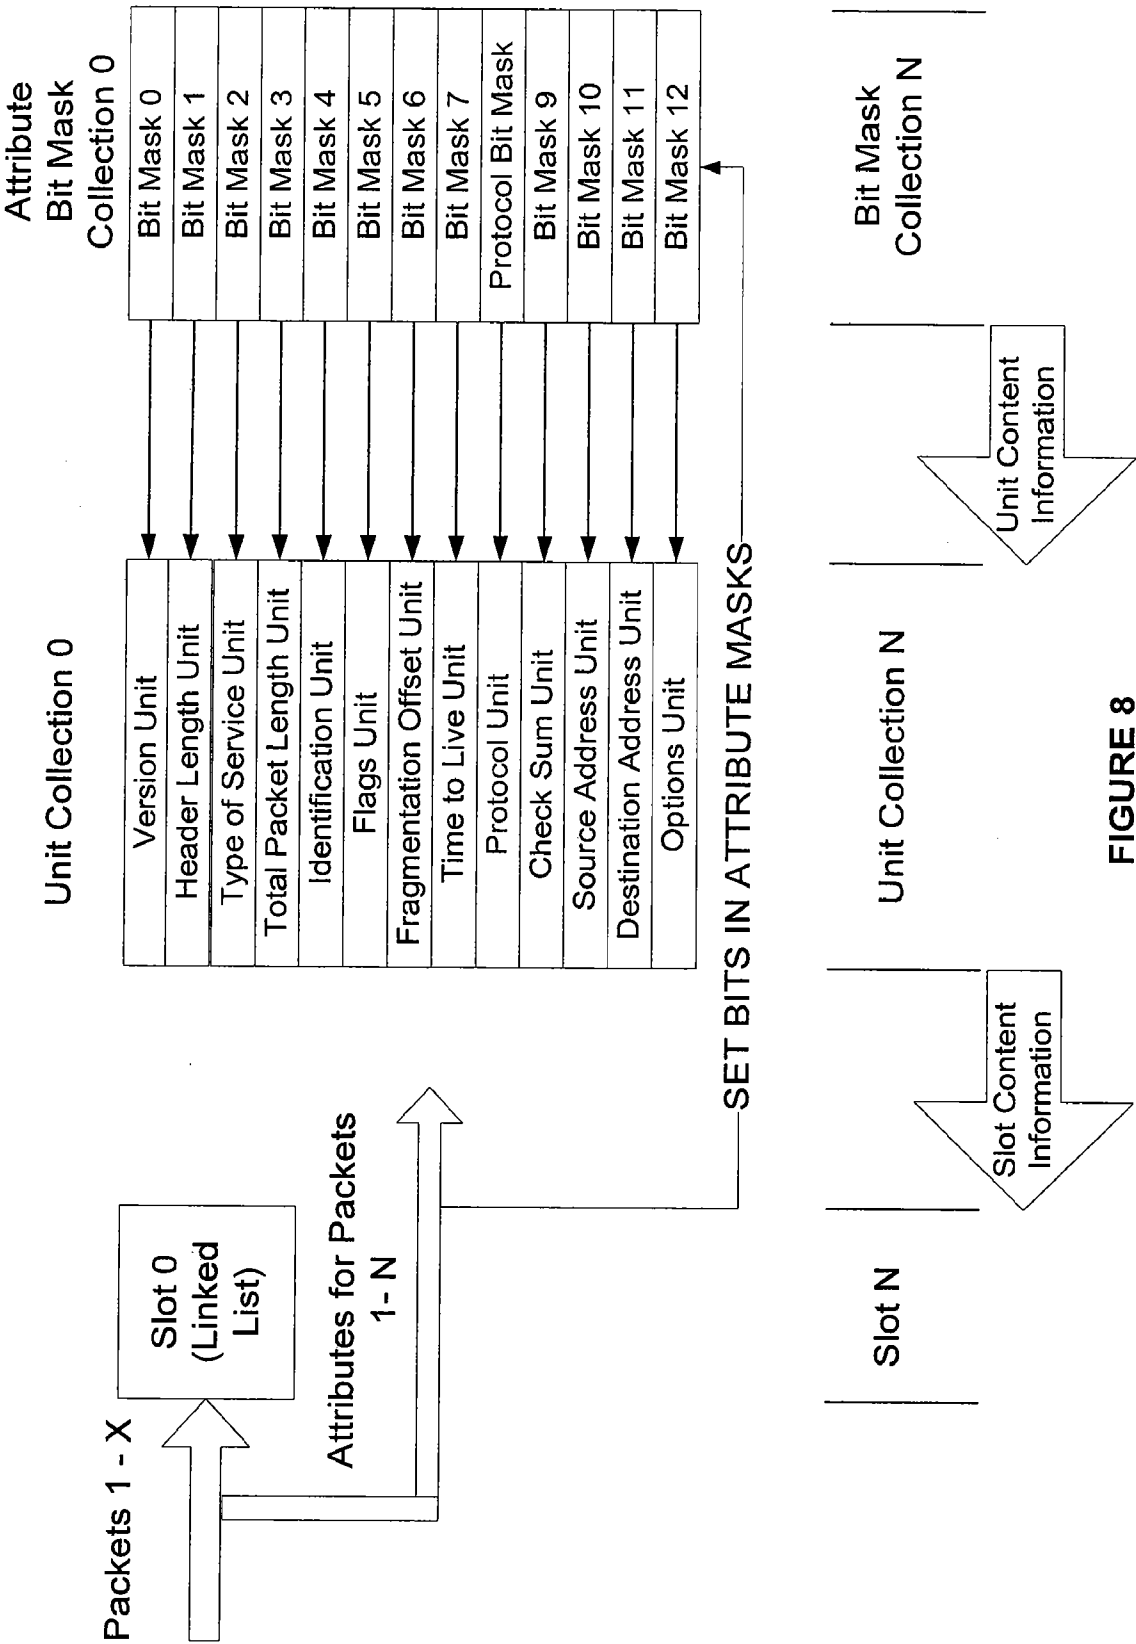 Packets 1 - X
Slot 0
(Linked
List)
Attributes for Packets
1- N
Unit Collection 0
Version Unit
Header Length Unit
Type of Service Unit
Total Packet Length Unit
Identification Unit
Flags Unit
Fragmentation Offset Unit
Time to Live Unit
Protocol Unit
Check Sum Unit
Source Address Unit
Destination Address Unit
Options Unit
Attribute
Bit Mask
Collection 0
Bit Mask 0
Bit Mask 1
Bit Mask 2
Bit Mask 3
Bit Mask 4
Bit Mask 5
Bit Mask 6
Bit Mask 7
Protocol Bit Mask
Bit Mask 9
Bit Mask 10
Bit Mask 11
Bit Mask 12
SET BITS IN ATTRIBUTE MASKS
Slot N
Unit Collection N
Bit Mask
Collection N
Slot Content
Information
Unit Content
Information
FIGURE 8